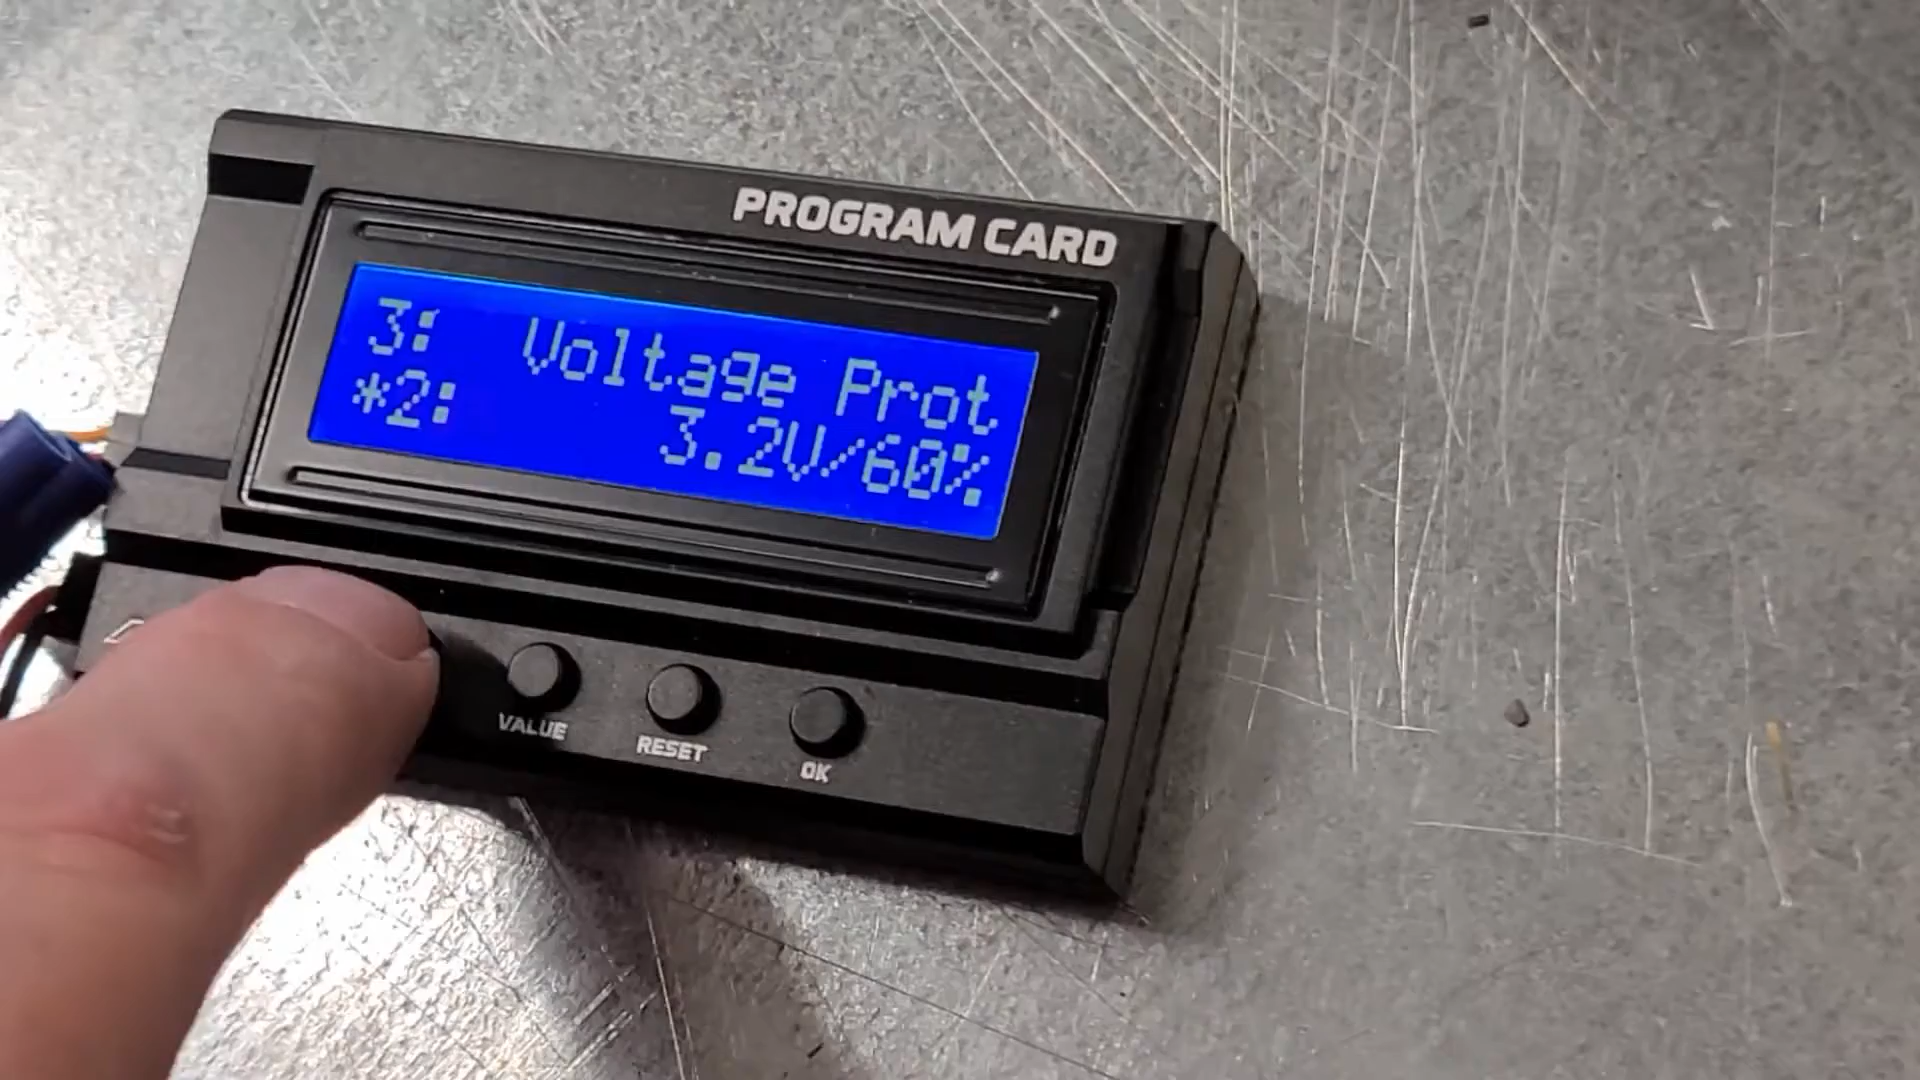 PROGRAM CARD
3: Voltage Prot
*2: 3.2V/60%
VALUE
RESET
OK